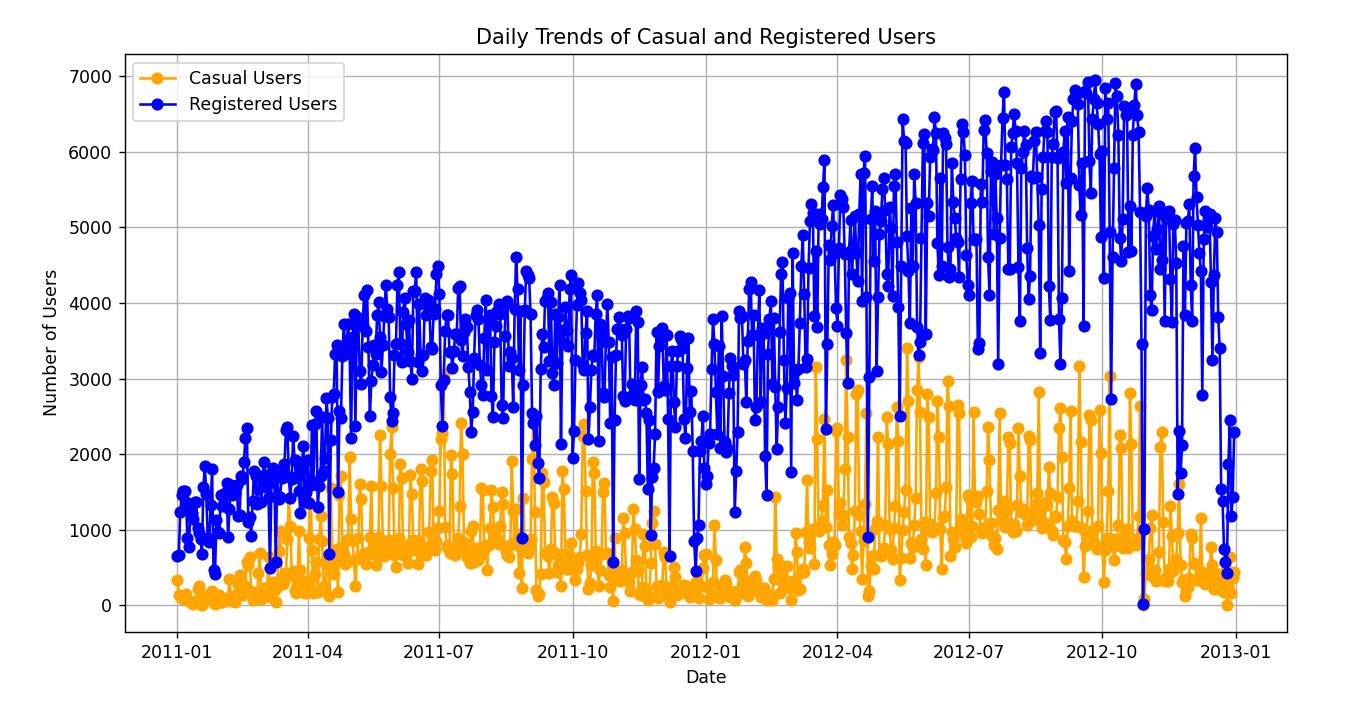 Daily Trends of Casual and Registered Users
Casual Users
Registered Users
7000
6000
5000
4000
3000
2000
1000
0
Number of Users
2011-01 2011-04 2011-07 2011-10 2012-01 2012-04 2012-07 2012-10 2013-01
Date